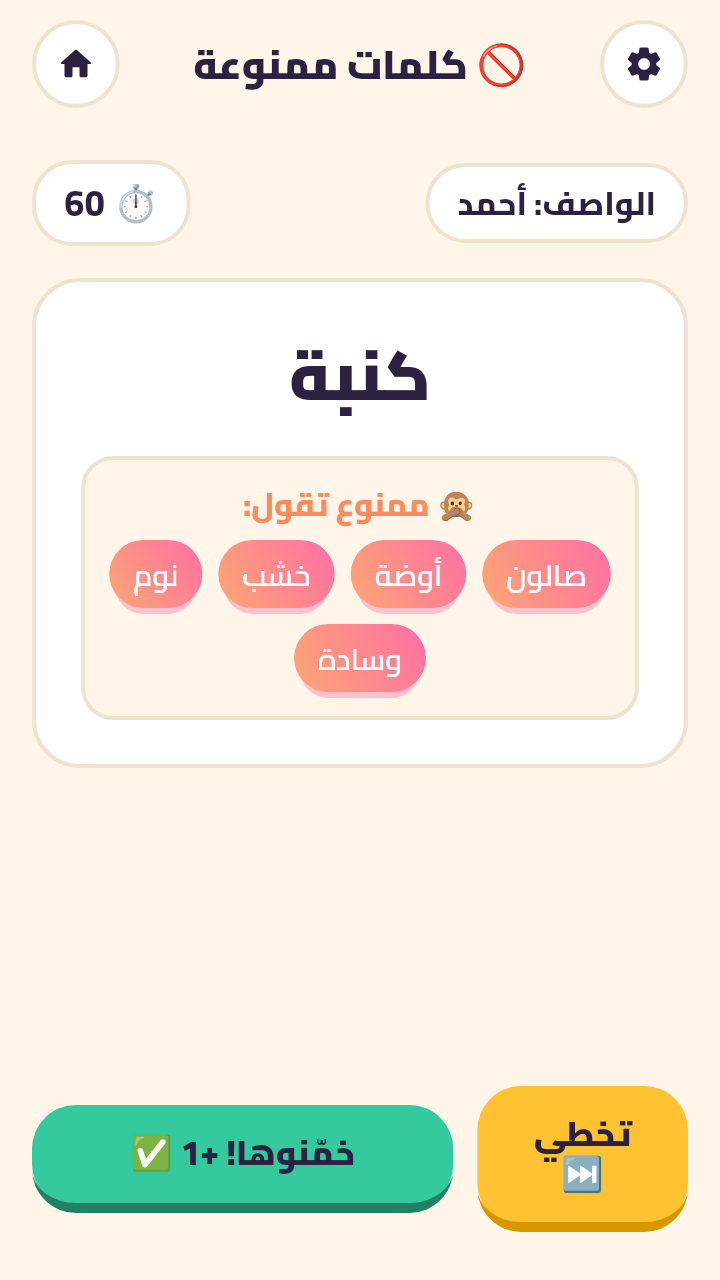 🚫 كلمات ممنوعة
الواصف: أحمد
⏱️ 60
كنبة
🙊 ممنوع تقول:
صالون أوضة خشب نوم
وسادة
تخطي
⏭️
خمّنوها! +1 ✅